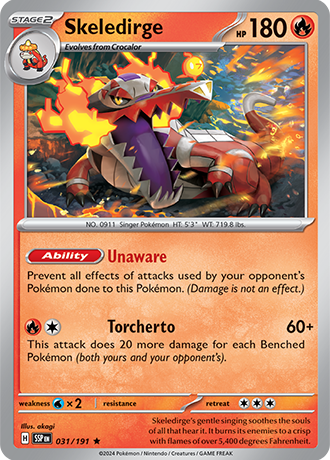 STAGE2 Skeledirge HP 180
Evolves from Crocalor
NO. 0911 Singer Pokémon HT: 5'3" WT: 719.8 lbs.
Ability Unaware
Prevent all effects of attacks used by your opponent's
Pokémon done to this Pokémon. (Damage is not an effect.)
Torcherto 60+
This attack does 20 more damage for each Benched
Pokémon (both yours and your opponent's).
weakness ×2 resistance retreat
Illus. akagi
H SSP EN 031/191 ★
Skeledirge's gentle singing soothes the souls
of all that hear it. It burns its enemies to a crisp
with flames of over 5,400 degrees Fahrenheit.
©2024 Pokémon / Nintendo / Creatures / GAME FREAK